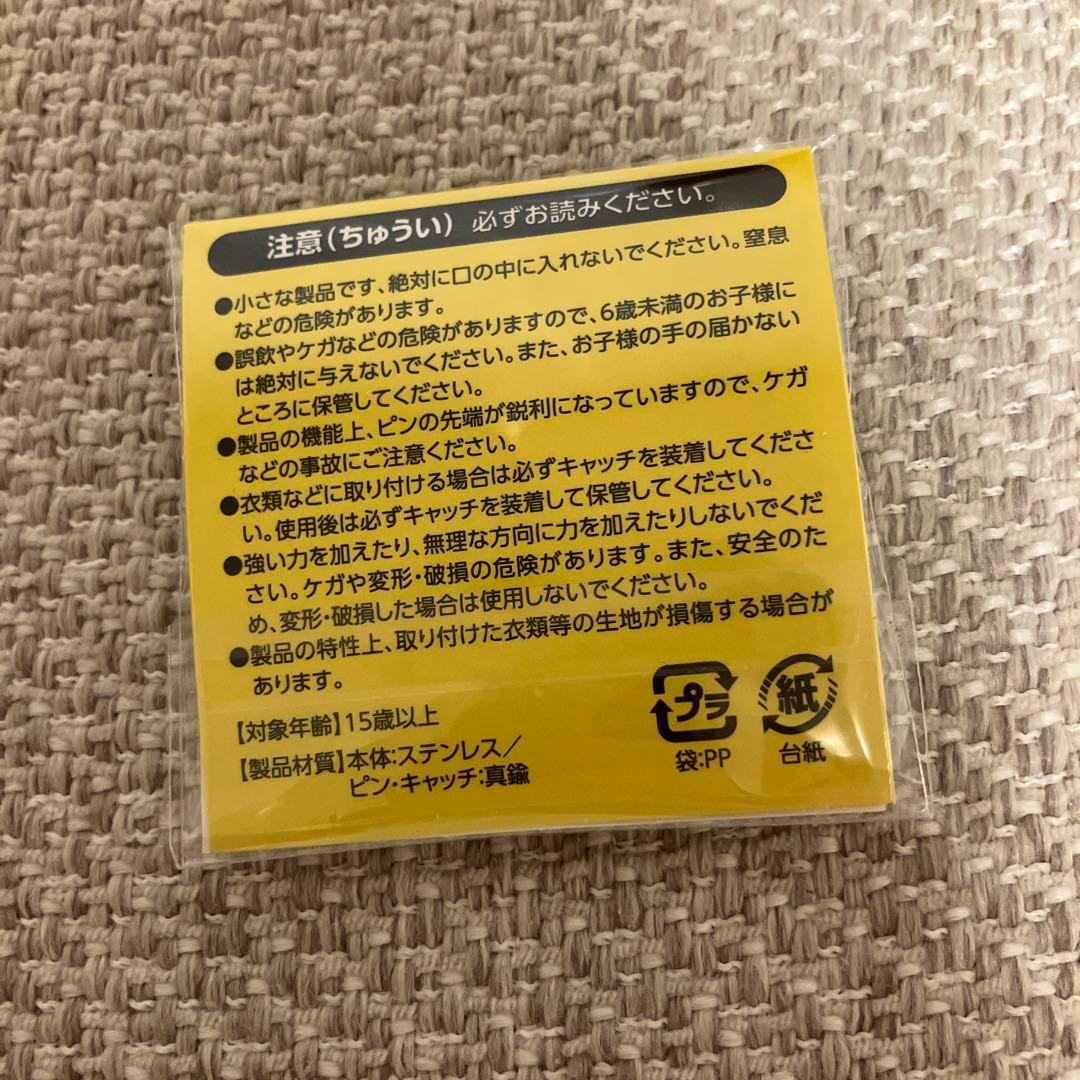 注意(ちゅうい) 必ずお読みください。
●小さな製品です、絶対に口の中に入れないでください。窒息
などの危険があります。
●誤飲やケガなどの危険がありますので、6歳未満のお子様に
は絶対に与えないでください。また、お子様の手の届かない
ところに保管してください。
●製品の機能上、ピンの先端が鋭利になっていますので、ケガ
などの事故にご注意ください。
●衣類などに取り付ける場合は必ずキャッチを装着してくださ
い。使用後は必ずキャッチを装着して保管してください。
●強い力を加えたり、無理な方向に力を加えたりしないでくだ
さい。ケガや変形・破損の危険があります。また、安全のた
め、変形・破損した場合は使用しないでください。
●製品の特性上、取り付けた衣類等の生地が損傷する場合が
あります。
【対象年齢】15歳以上
【製品材質】本体:ステンレス/
ピン・キャッチ:真鍮
プラ
袋:PP
紙
台紙